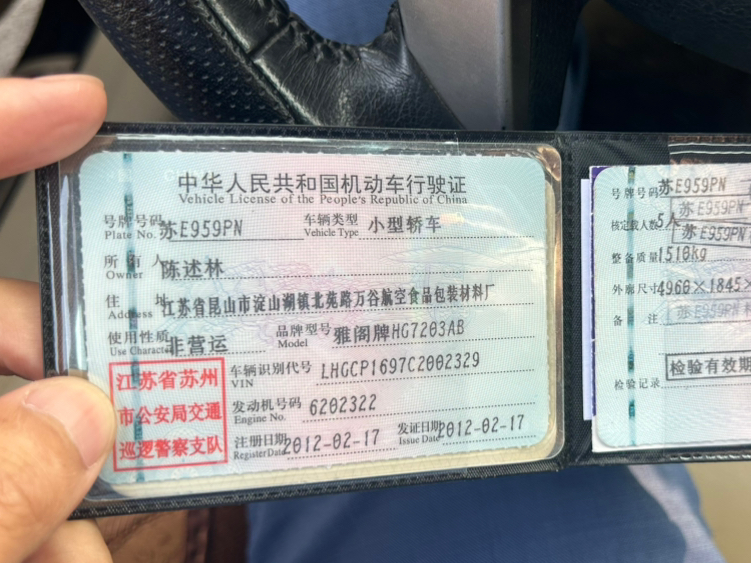 中华人民共和国机动车行驶证
Vehicle License of the People's Republic of China
号牌号码 苏E959PN 车辆类型 小型轿车
Plate No. Vehicle Type
所有人 陈述林
Owner
住址 江苏省昆山市淀山湖镇北苑路万谷航空食品包装材料厂
Address
使用性质 非营运 品牌型号 雅阁牌HG7203AB
Use Character Model
江苏省苏州
市公安局交通
巡逻警察支队
车辆识别代号 LHGCP1697C2002329
VIN
发动机号码 6202322
Engine No.
注册日期 2012-02-17 发证日期 2012-02-17
Register Date Issue Date
号牌号码 苏E959PN
苏E959PN
核定载人数 5人
苏E959PN
整备质量 1510kg
外廓尺寸 4960×1845×
备注 苏E959PN
检验有效期
检验记录